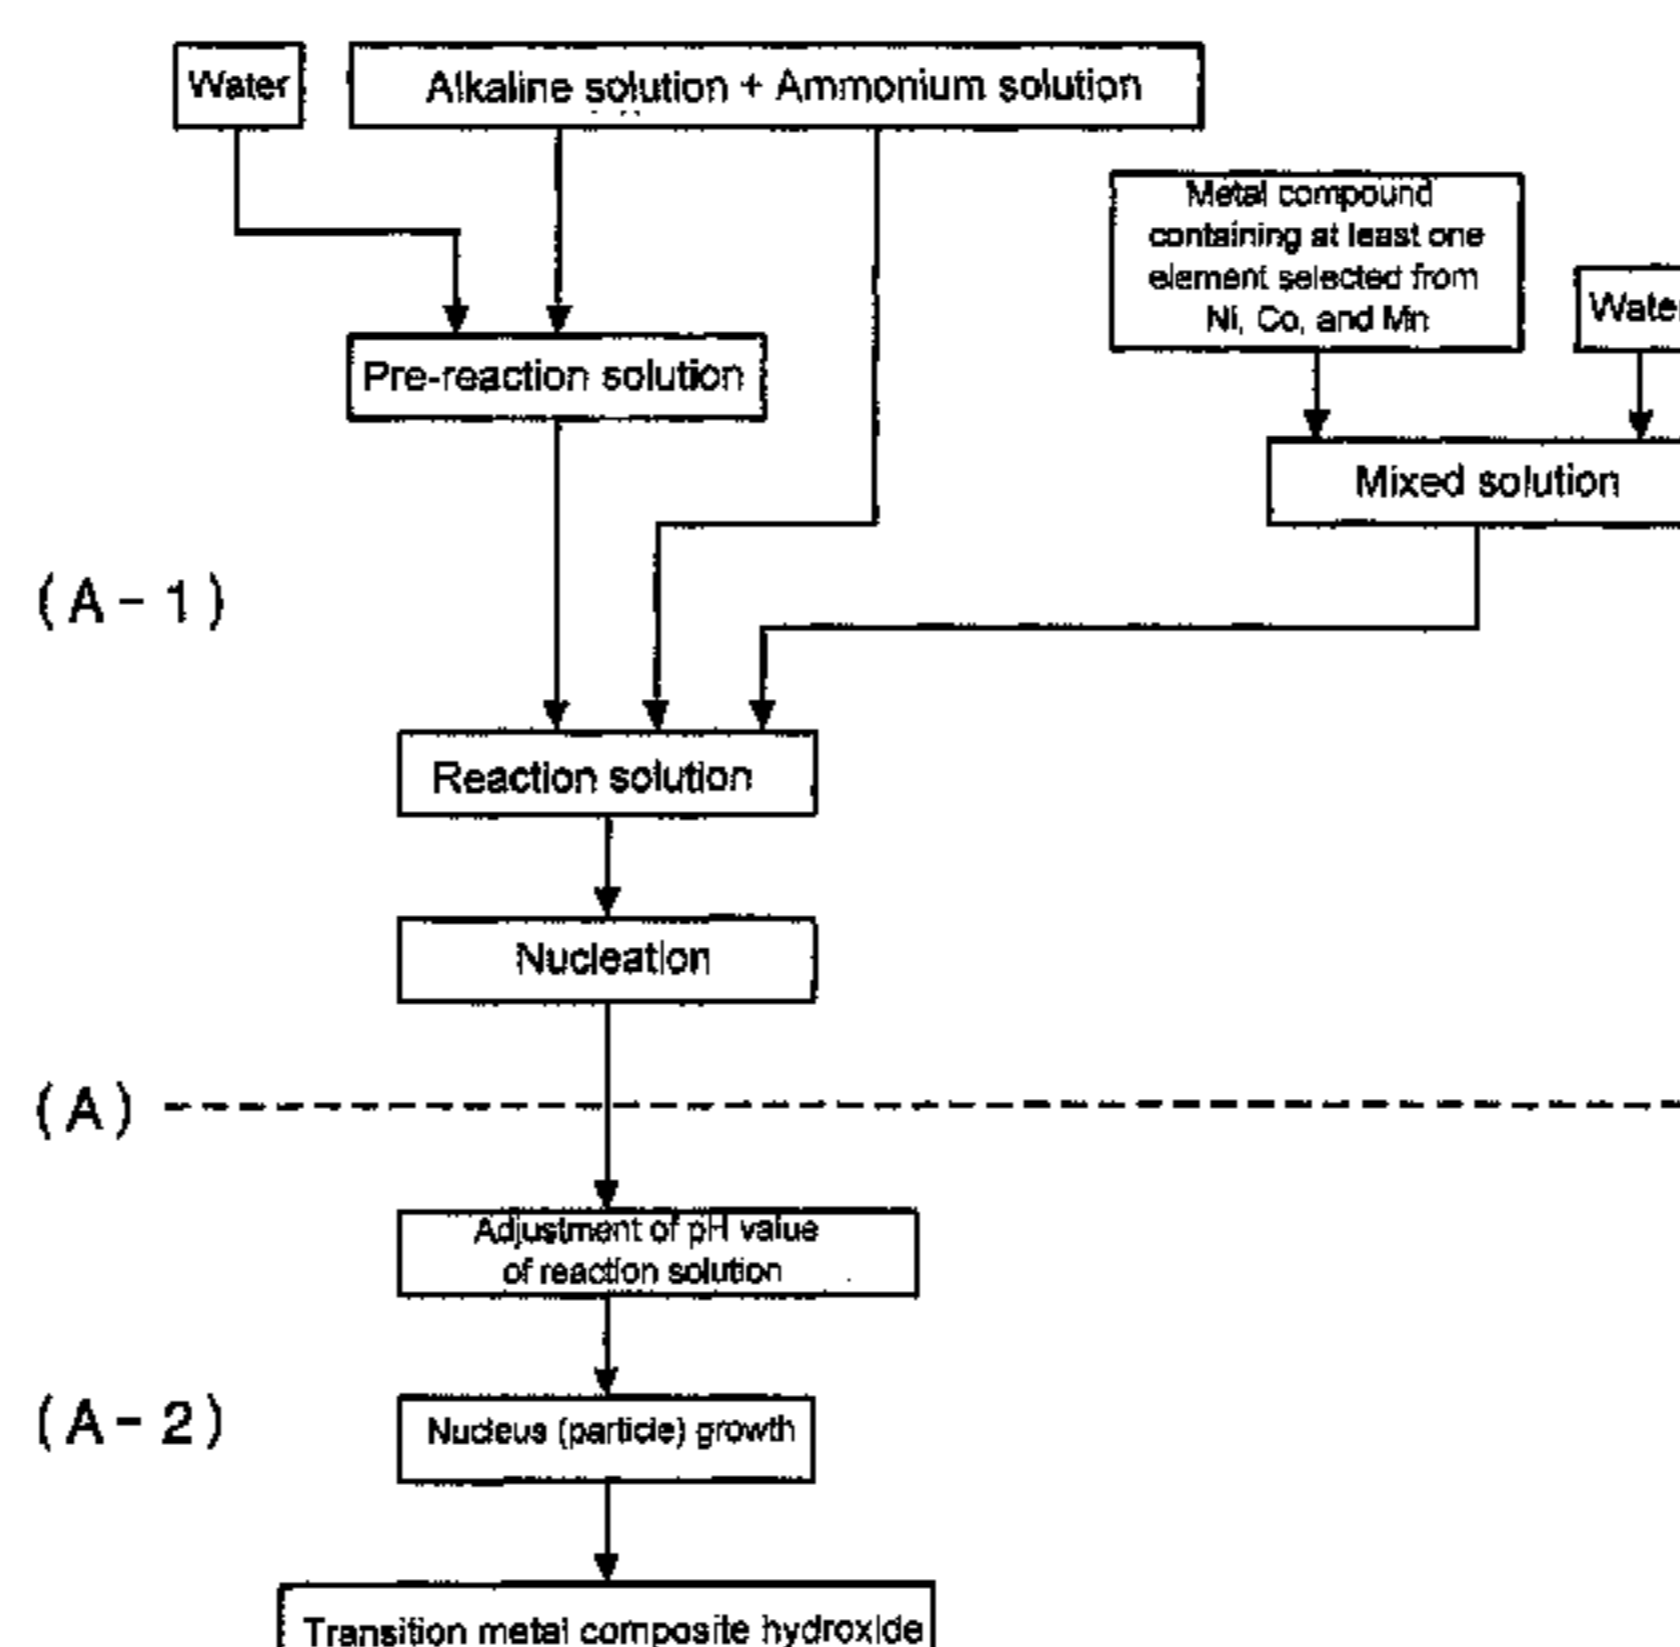 Water
Alkaline solution + Ammonium solution
Metal compound
containing at least one
element selected from
Ni, Co, and Mn
Water
Pre-reaction solution
Mixed solution
(A-1)
Reaction solution
Nucleation
(A)
Adjustment of pH value
of reaction solution
(A-2)
Nucleus (particle) growth
Transition metal composite hydroxide